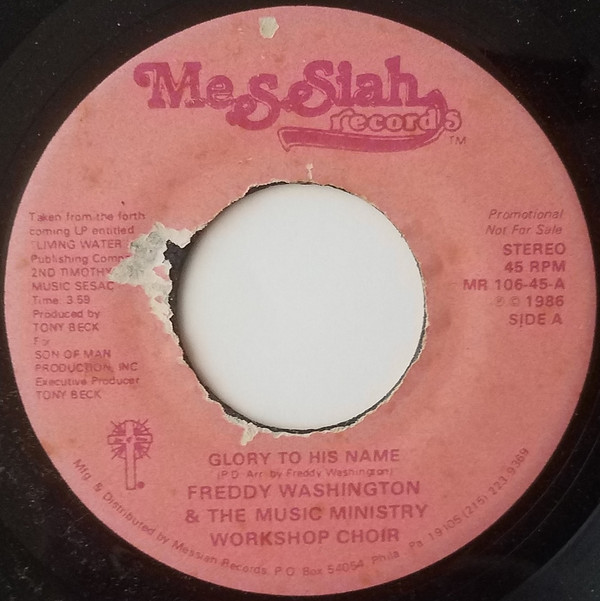 MesSiah
records
TM
Taken from the forth
coming LP entitled
"LIVING WATER
Publishing Comp
2ND TIMOTHY
MUSIC SESAC
Time: 3:59
Produced by
TONY BECK
For
SON OF MAN
PRODUCTION, INC
Executive Producer
TONY BECK
Promotional
Not For Sale
STEREO
45 RPM
MR 106-45-A
℗ © 1986
SIDE A
GLORY TO HIS NAME
(P.D. Arr. by Freddy Washington)
FREDDY WASHINGTON
& THE MUSIC MINISTRY
WORKSHOP CHOIR
Mfg. & Distributed by Messiah Records P.O. Box 54064 Phila. Pa 19105 (215) 223-9369